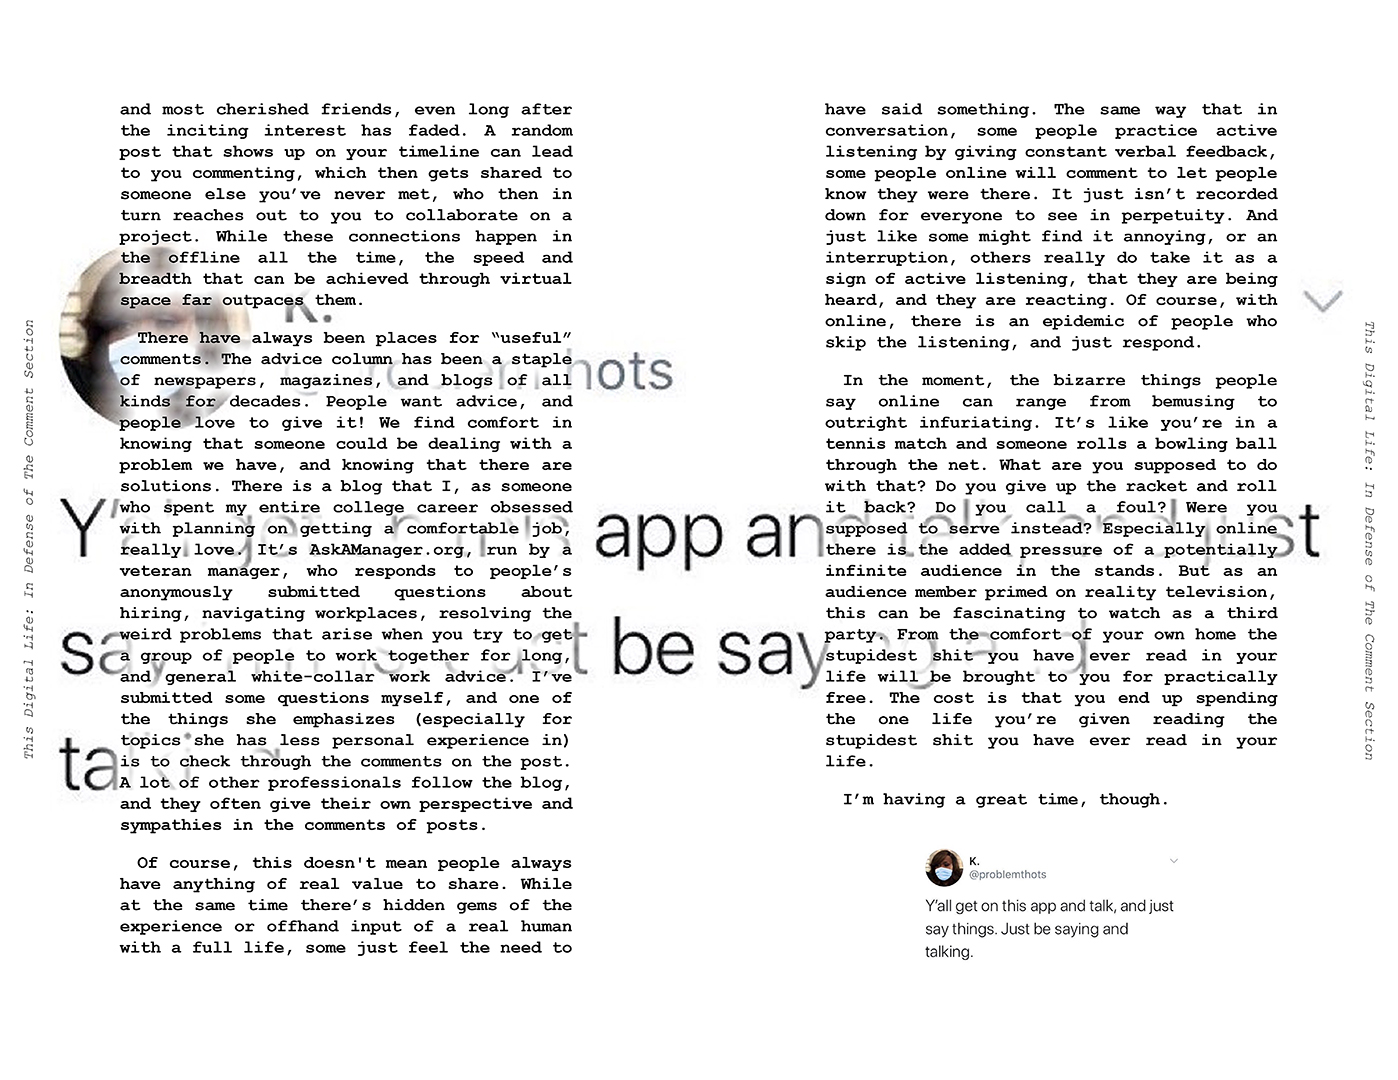 This Digital Life: In Defense of The Comment Section
and most cherished friends, even long after
the inciting interest has faded. A random
post that shows up on your timeline can lead
to you commenting, which then gets shared to
someone else you’ve never met, who then in
turn reaches out to you to collaborate on a
project. While these connections happen in
the offline all the time, the speed and
breadth that can be achieved through virtual
space far outpaces them.
There have always been places for “useful”
comments. The advice column has been a staple
of newspapers, magazines, and blogs of all
kinds for decades. People want advice, and
people love to give it! We find comfort in
knowing that someone could be dealing with a
problem we have, and knowing that there are
solutions. There is a blog that I, as someone
who spent my entire college career obsessed
with planning on getting a comfortable job,
really love. It’s AskAManager.org, run by a
veteran manager, who responds to people’s
anonymously submitted questions about
hiring, navigating workplaces, resolving the
weird problems that arise when you try to get
a group of people to work together for long,
and general white-collar work advice. I’ve
submitted some questions myself, and one of
the things she emphasizes (especially for
topics she has less personal experience in)
is to check through the comments on the post.
A lot of other professionals follow the blog,
and they often give their own perspective and
sympathies in the comments of posts.
Of course, this doesn't mean people always
have anything of real value to share. While
at the same time there’s hidden gems of the
experience or offhand input of a real human
with a full life, some just feel the need to
have said something. The same way that in
conversation, some people practice active
listening by giving constant verbal feedback,
some people online will comment to let people
know they were there. It just isn’t recorded
down for everyone to see in perpetuity. And
just like some might find it annoying, or an
interruption, others really do take it as a
sign of active listening, that they are being
heard, and they are reacting. Of course, with
online, there is an epidemic of people who
skip the listening, and just respond.
In the moment, the bizarre things people
say online can range from bemusing to
outright infuriating. It’s like you’re in a
tennis match and someone rolls a bowling ball
through the net. What are you supposed to do
with that? Do you give up the racket and roll
it back? Do you call a foul? Were you
supposed to serve instead? Especially online
there is the added pressure of a potentially
infinite audience in the stands. But as an
audience member primed on reality television,
this can be fascinating to watch as a third
party. From the comfort of your own home the
stupidest shit you have ever read in your
life will be brought to you for practically
free. The cost is that you end up spending
the one life you’re given reading the
stupidest shit you have ever read in your
life.
I’m having a great time, though.
K.
@problemthots
Y’all get on this app and talk, and just
say things. Just be saying and
talking.
This Digital Life: In Defense of The Comment Section
K.
hots
Y’ app and just
say just be saying and
talking.